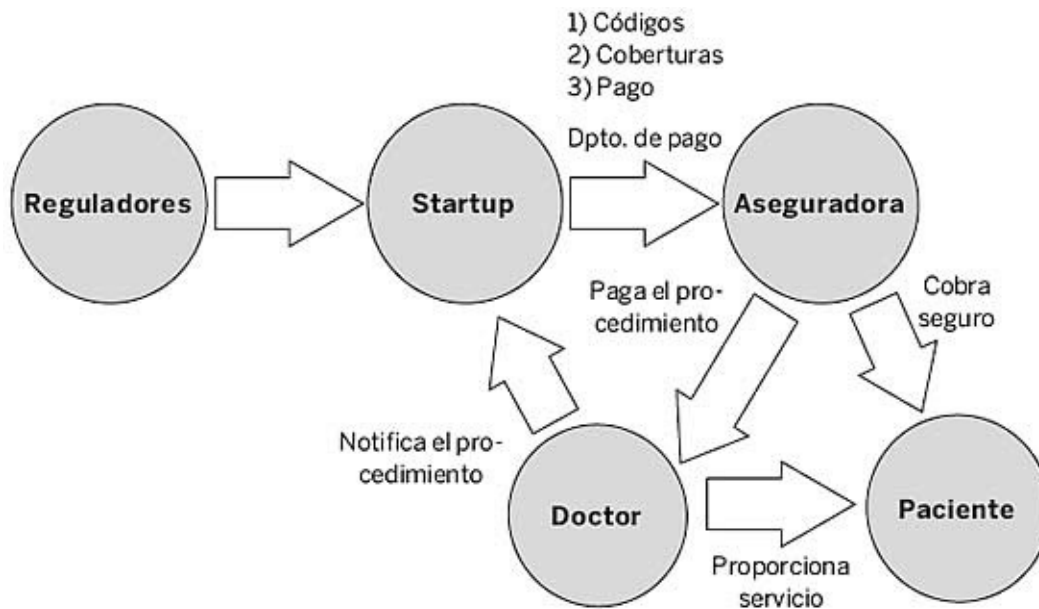 1) Códigos
2) Coberturas
3) Pago
Dpto. de pago
Reguladores
Startup
Aseguradora
Paga el pro-
cedimiento
Cobra
seguro
Notifica el pro-
cedimiento
Doctor
Paciente
Proporciona
servicio